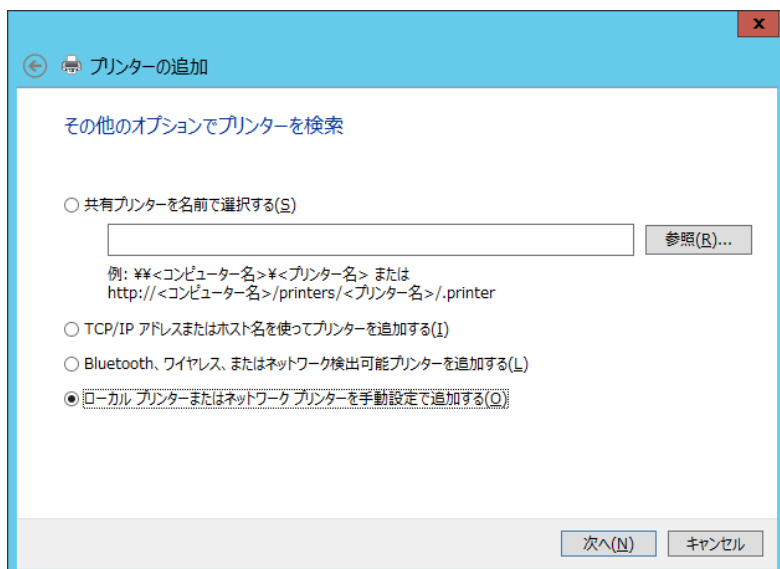 x
プリンターの追加
その他のオプションでプリンターを検索
共有プリンターを名前で選択する(S)
参照(R)...
例: ¥¥<コンピューター名>¥<プリンター名> または
http://<コンピューター名>/printers/<プリンター名>/.printer
TCP/IP アドレスまたはホスト名を使ってプリンターを追加する(I)
Bluetooth、ワイヤレス、またはネットワーク検出可能プリンターを追加する(L)
ローカル プリンターまたはネットワーク プリンターを手動設定で追加する(O)
次へ(N) キャンセル